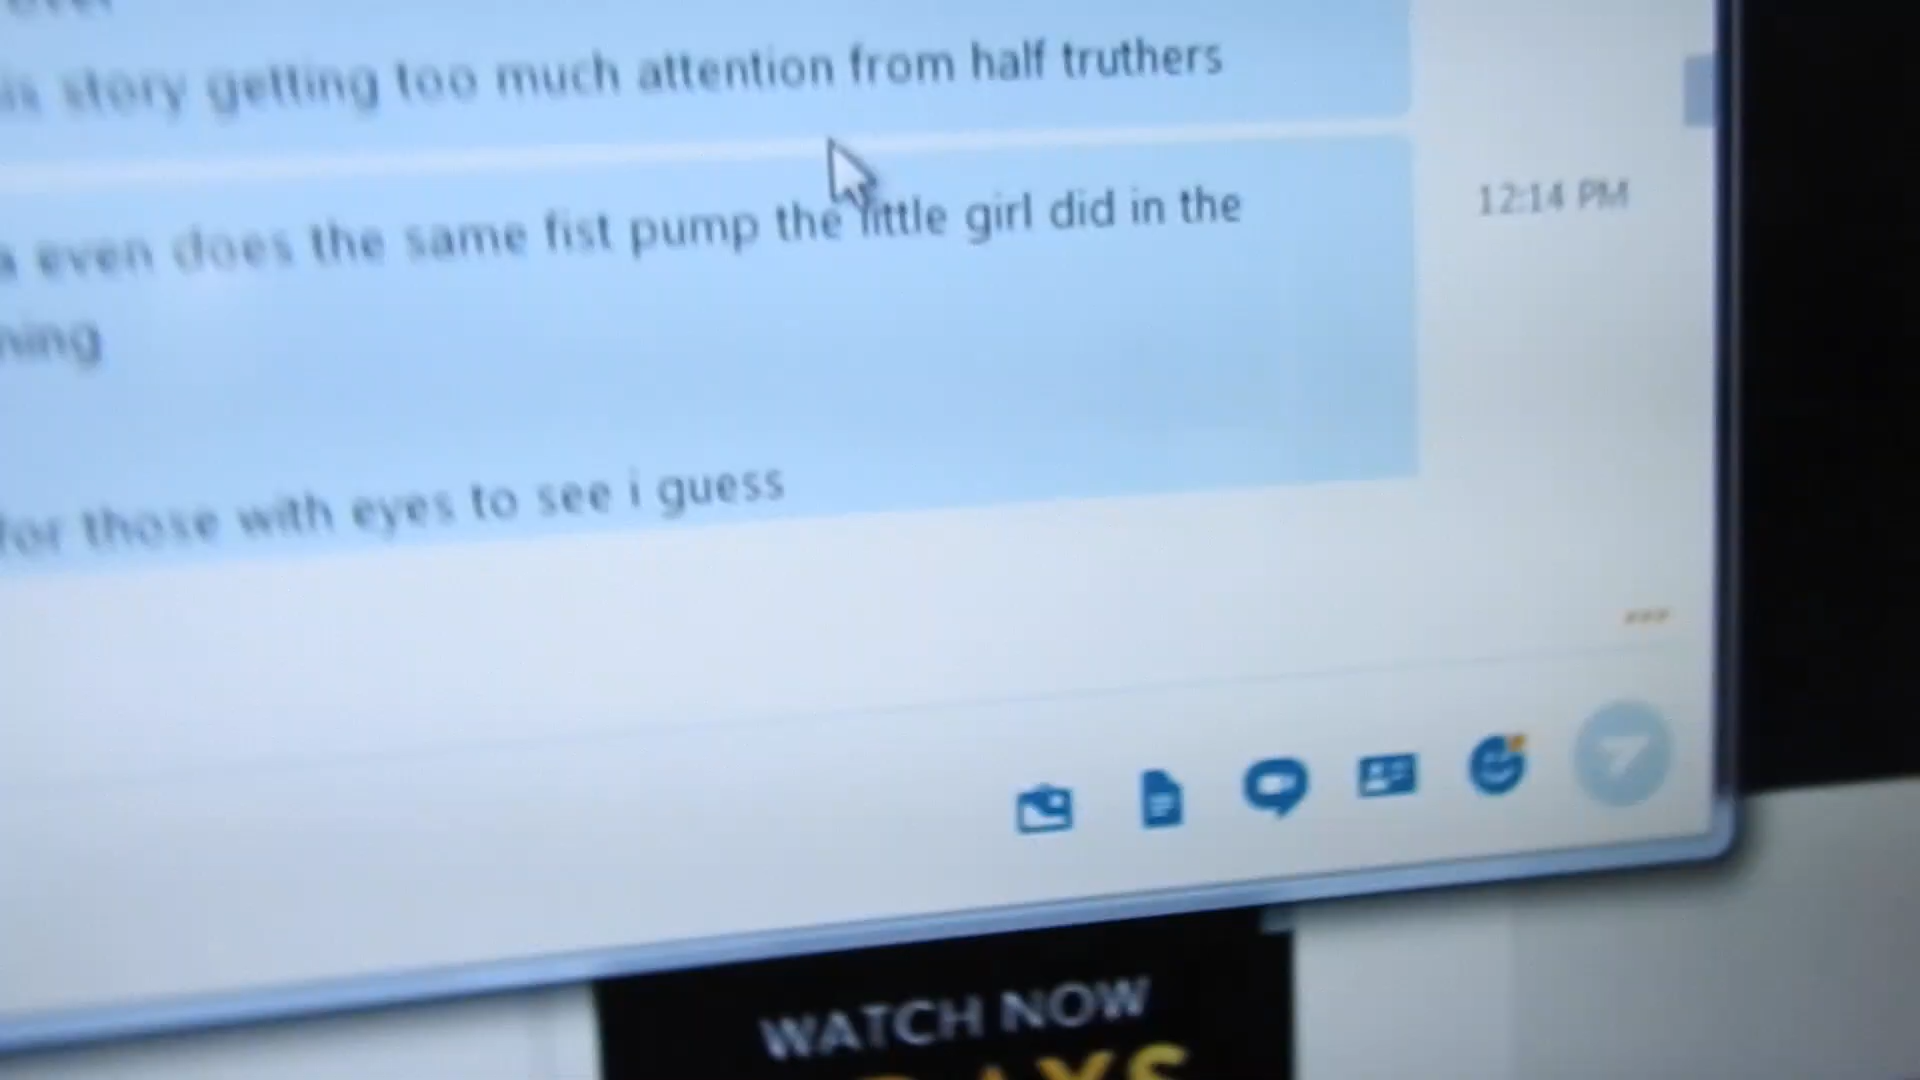 story getting too much attention from half truthers
even does the same fist pump the little girl did in the
12:14 PM
for those with eyes to see i guess
WATCH NOW